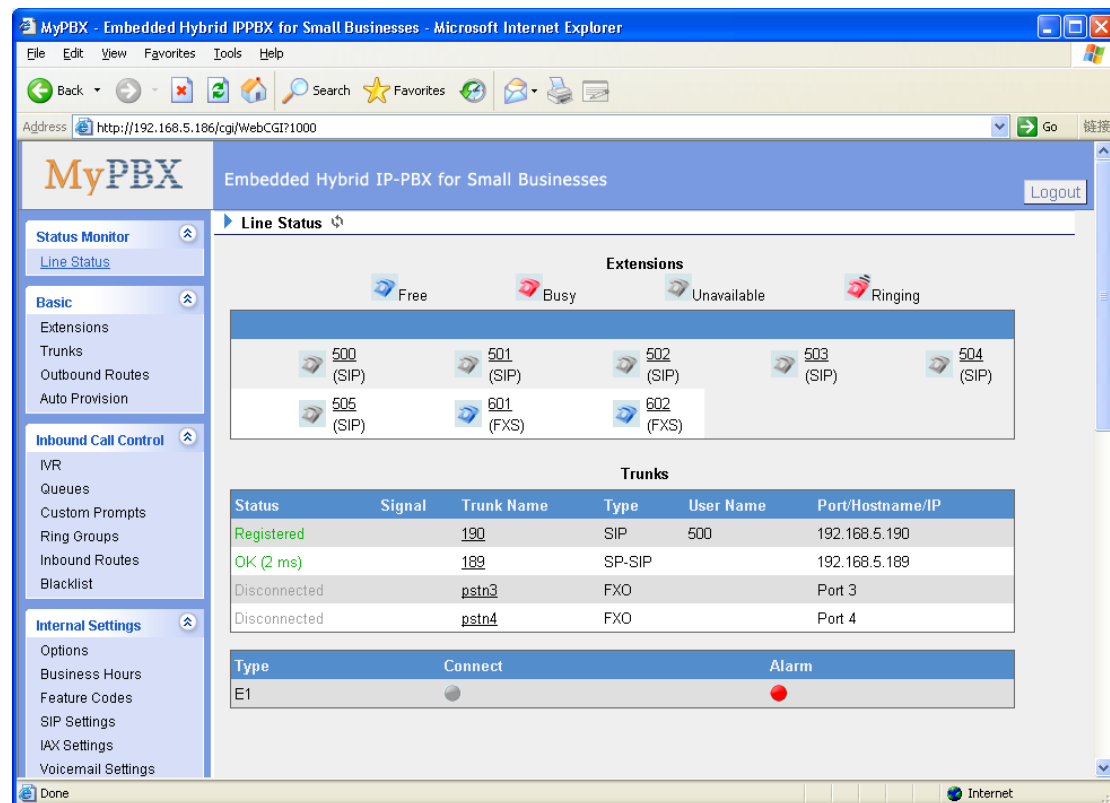 MyPBX - Embedded Hybrid IPPBX for Small Businesses - Microsoft Internet Explorer
File Edit View Favorites Tools Help
Back Search Favorites
Address http://192.168.5.186/cgi/WebCGI?1000 Go 链接
MyPBX Embedded Hybrid IP-PBX for Small Businesses
Logout
Status Monitor
Line Status
Basic
Extensions
Trunks
Outbound Routes
Auto Provision
Inbound Call Control
IVR
Queues
Custom Prompts
Ring Groups
Inbound Routes
Blacklist
Internal Settings
Options
Business Hours
Feature Codes
SIP Settings
IAX Settings
Voicemail Settings
Line Status
Extensions
Free Busy Unavailable Ringing
500 501 502 503 504
(SIP) (SIP) (SIP) (SIP) (SIP)
505 601 602
(SIP) (FXS) (FXS)
Trunks
Status Signal Trunk Name Type User Name Port/Hostname/IP
Registered 190 SIP 500 192.168.5.190
OK (2 ms) 189 SP-SIP 192.168.5.189
Disconnected pstn3 FXO Port 3
Disconnected pstn4 FXO Port 4
Type Connect Alarm
E1
Done Internet